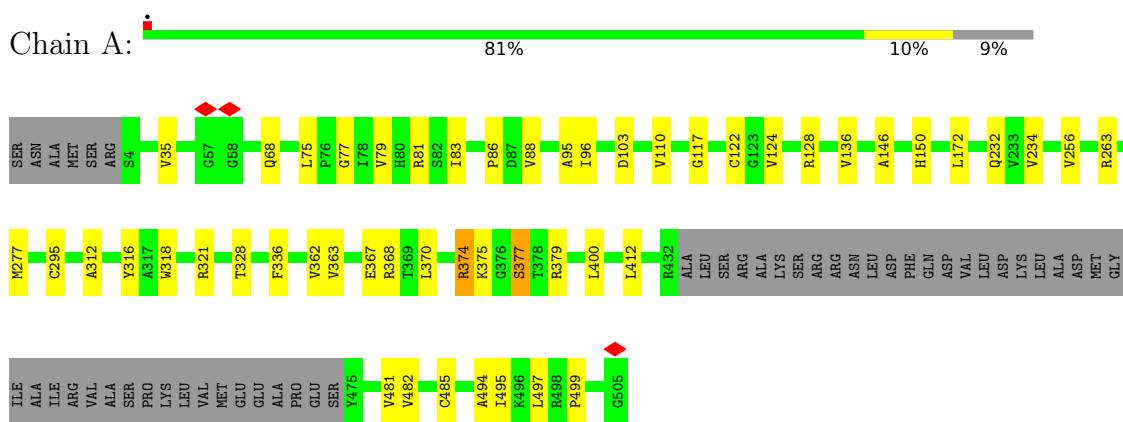 Chain A:
81% 10% 9%
SER ASN ALA MET SER ARG S4 V35 G57 G58 Q68 L75 P76 G77 I78 V79 H80 R81 S82 I83 P86 D87 V88 A95 I96 D103 V110 G117 C122 G123 V124 R128 V136 A146 H150 L172 Q232 V233 V234 V256 R263
M277 C295 A312 Y316 A317 W318 R321 T328 F336 V362 V363 E367 R368 T369 L370 R374 K375 G376 S377 T378 R379 L400 L412 R432 ALA LEU SER ARG ALA LYS SER ARG ARG ASN LEU ASP PHE GLN ASP VAL LEU ASP LYS LEU ALA ASP MET GLY
ILE ALA ILE ARG VAL ALA SER PRO LYS LEU VAL MET GLU GLU ALA PRO GLU SER Y475 V481 V482 C485 A494 I495 K496 L497 R498 P499 G505